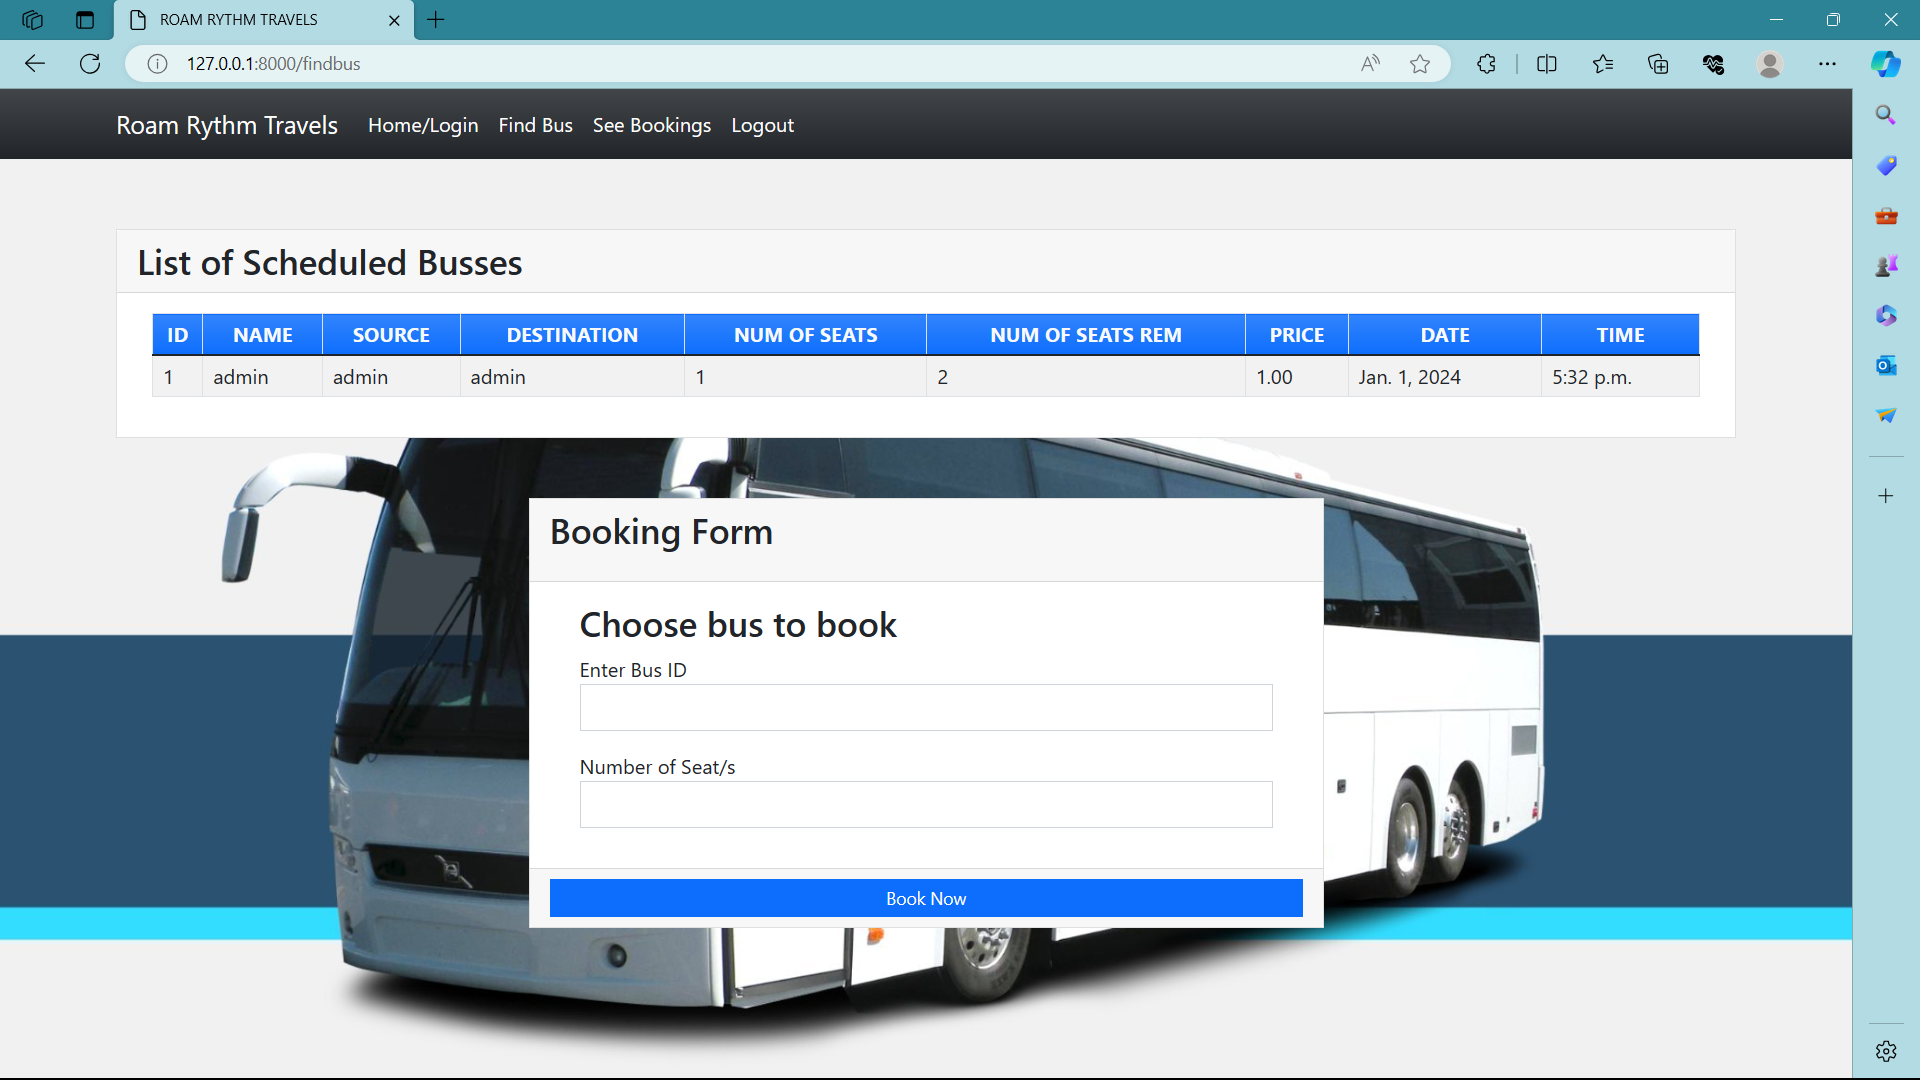 ROAM RYTHM TRAVELS
127.0.0.1:8000/findbus
Roam Rythm Travels Home/Login Find Bus See Bookings Logout
List of Scheduled Busses
ID NAME SOURCE DESTINATION NUM OF SEATS NUM OF SEATS REM PRICE DATE TIME
1 admin admin admin 1 2 1.00 Jan. 1, 2024 5:32 p.m.
Booking Form
Choose bus to book
Enter Bus ID
Number of Seat/s
Book Now